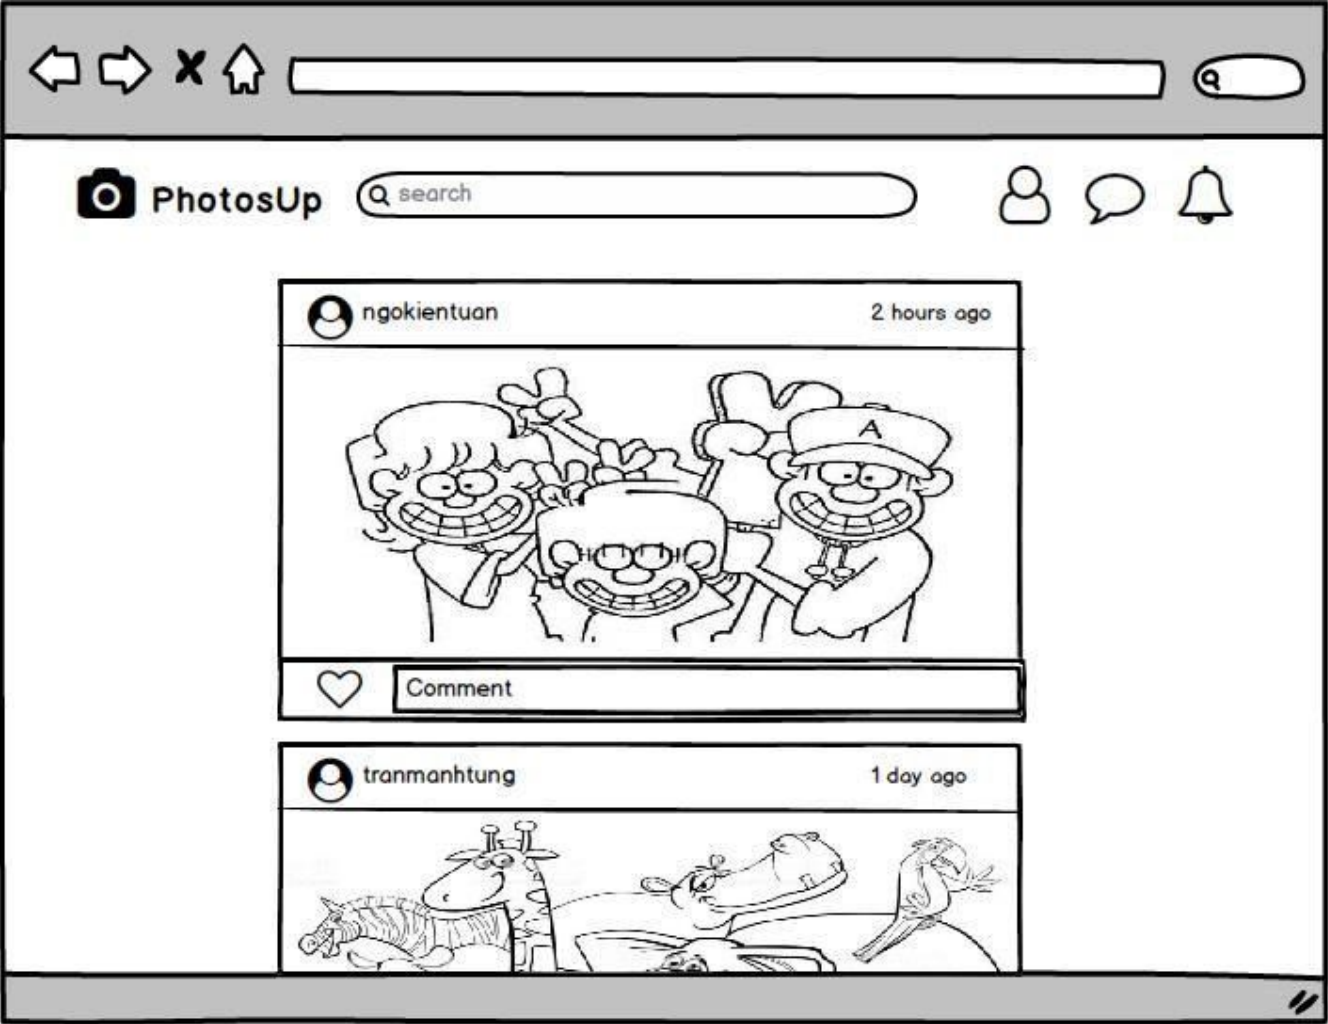 PhotosUp
search
ngokientuan
2 hours ago
A
Comment
tranmanhtung
1 day ago